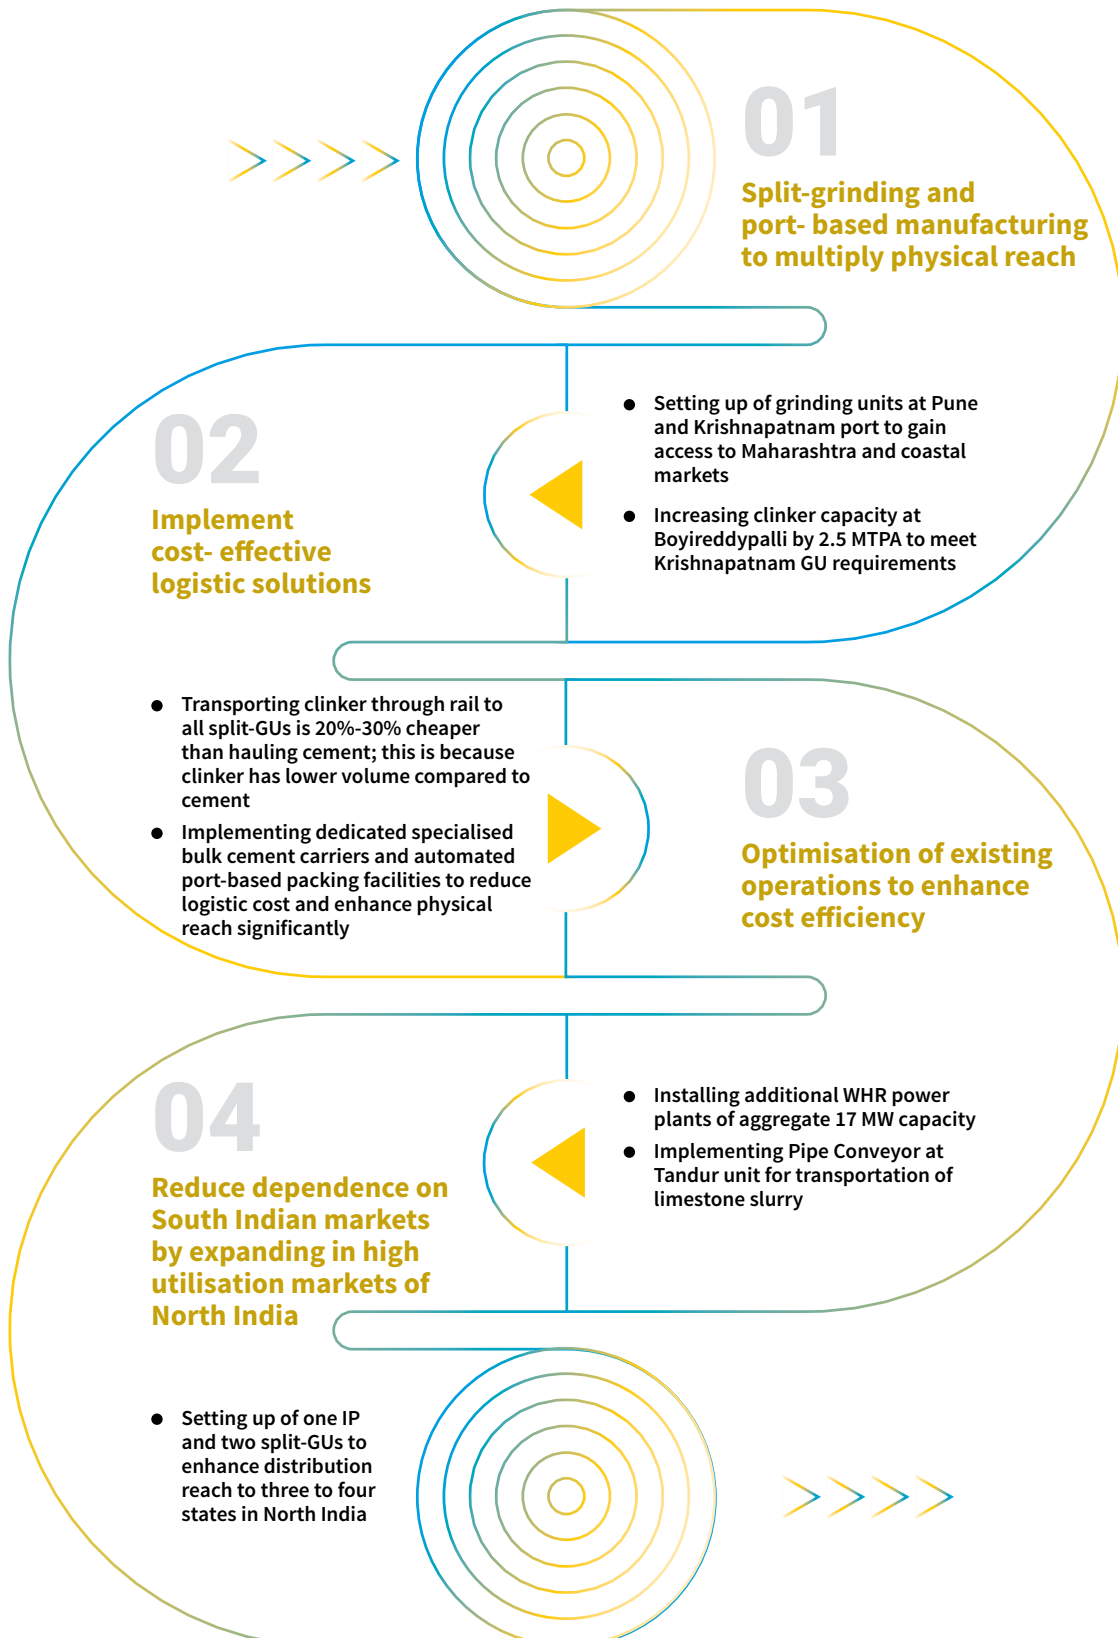 01
Split-grinding and
port- based manufacturing
to multiply physical reach
● Setting up of grinding units at Pune
and Krishnapatnam port to gain
access to Maharashtra and coastal
markets
● Increasing clinker capacity at
Boyireddypalli by 2.5 MTPA to meet
Krishnapatnam GU requirements
02
Implement
cost- effective
logistic solutions
● Transporting clinker through rail to
all split-GUs is 20%-30% cheaper
than hauling cement; this is because
clinker has lower volume compared to
cement
● Implementing dedicated specialised
bulk cement carriers and automated
port-based packing facilities to reduce
logistic cost and enhance physical
reach significantly
03
Optimisation of existing
operations to enhance
cost efficiency
● Installing additional WHR power
plants of aggregate 17 MW capacity
● Implementing Pipe Conveyor at
Tandur unit for transportation of
limestone slurry
04
Reduce dependence on
South Indian markets
by expanding in high
utilisation markets of
North India
● Setting up of one IP
and two split-GUs to
enhance distribution
reach to three to four
states in North India